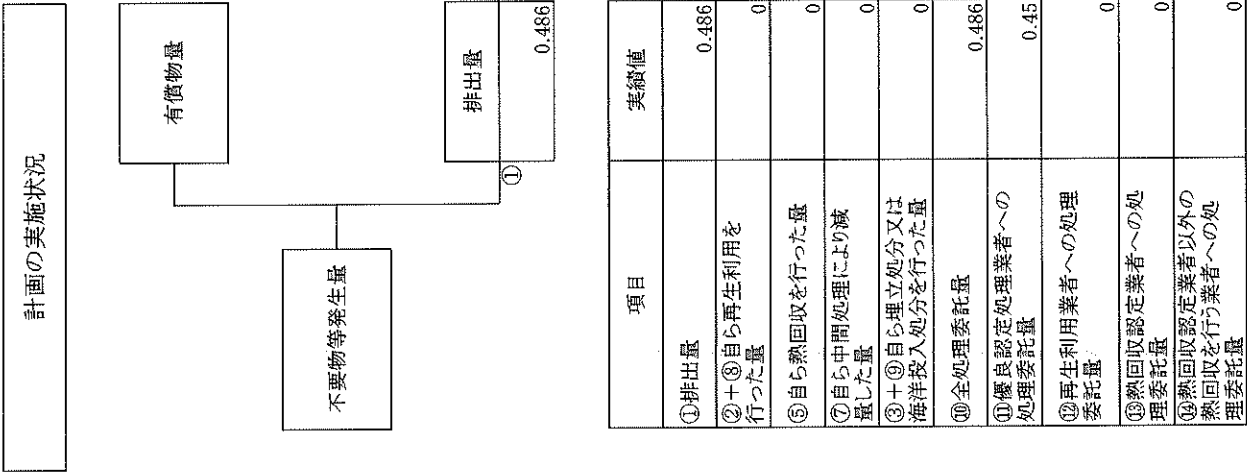 計画の実施状況
有償物量
不要物等発生量
排出量
①
0.486
項目
実績値
①排出量
0.486
②+⑧自ら再生利用を
行った量
0
⑤自ら熱回収を行った量
0
⑦自ら中間処理により減
量した量
0
③+⑨自ら埋立処分又は
海洋投入処分を行った量
0
⑩全処理委託量
0.486
⑪優良認定処理業者への
処理委託量
0.45
⑫再生利用業者への処理
委託量
0
⑬熱回収認定業者への処
理委託量
0
⑭熱回収認定業者以外の
熱回収を行う業者への処
理委託量
0